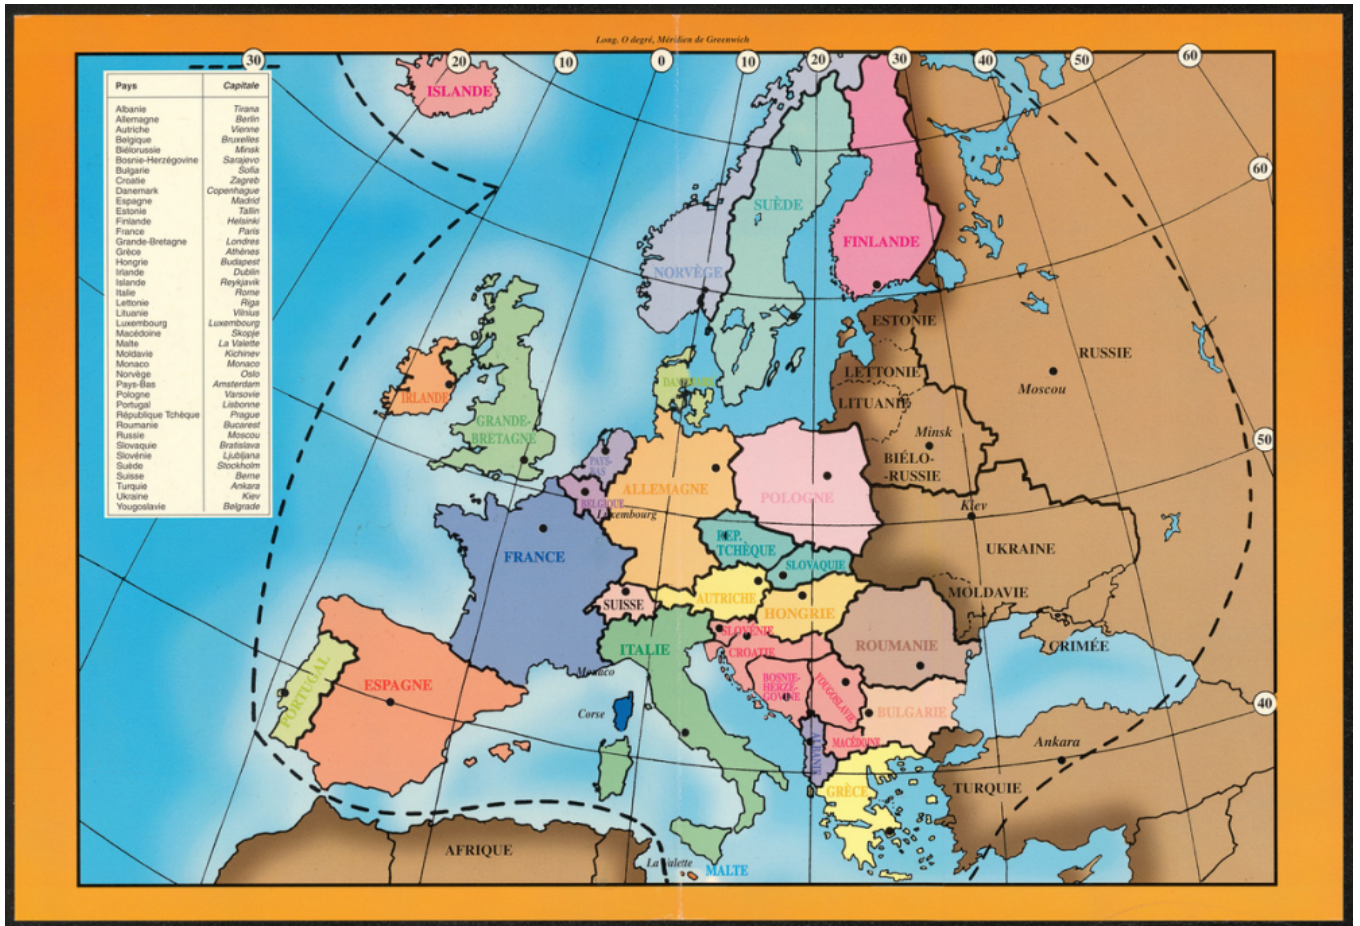 Long. O degré, Méridien de Greenwich
30
20
10
0
10
20
30
40
50
60
60
50
40
Pays Capitale
Albanie Tirana
Allemagne Berlin
Autriche Vienne
Belgique Bruxelles
Biélorussie Minsk
Bosnie-Herzégovine Sarajevo
Bulgarie Sofia
Croatie Zagreb
Danemark Copenhague
Espagne Madrid
Estonie Tallin
Finlande Helsinki
France Paris
Grande-Bretagne Londres
Grèce Athènes
Hongrie Budapest
Irlande Dublin
Islande Reykjavik
Italie Rome
Lettonie Riga
Lituanie Vilnius
Luxembourg Luxembourg
Macédoine Skopje
Malte La Valette
Moldavie Kichinev
Monaco Monaco
Norvège Oslo
Pays-Bas Amsterdam
Pologne Varsovie
Portugal Lisbonne
République Tchèque Prague
Roumanie Bucarest
Russie Moscou
Slovaquie Bratislava
Slovénie Ljubljana
Suède Stockholm
Suisse Berne
Turquie Ankara
Ukraine Kiev
Yougoslavie Belgrade
ISLANDE
SUÈDE
FINLANDE
NORVÈGE
ESTONIE
RUSSIE
LETTONIE
Moscou
DANEMARK
IRLANDE
LITUANIE
GRANDE-
BRETAGNE
Minsk
BIÉLO-
-RUSSIE
PAYS-
BAS
ALLEMAGNE
POLOGNE
BELGIQUE
Luxembourg
Kiev
FRANCE
RÉP.
TCHÈQUE
UKRAINE
SLOVAQUIE
SUISSE
AUTRICHE
MOLDAVIE
HONGRIE
SLOVÉNIE
ITALIE
CROATIE
ROUMANIE
CRIMÉE
Monaco
BOSNIE-
HERZÉ-
GOVINE
YOUGOSLAVIE
PORTUGAL
ESPAGNE
Corse
BULGARIE
MACÉDOINE
ALBANIE
Ankara
GRÈCE
TURQUIE
AFRIQUE
La Valette
MALTE